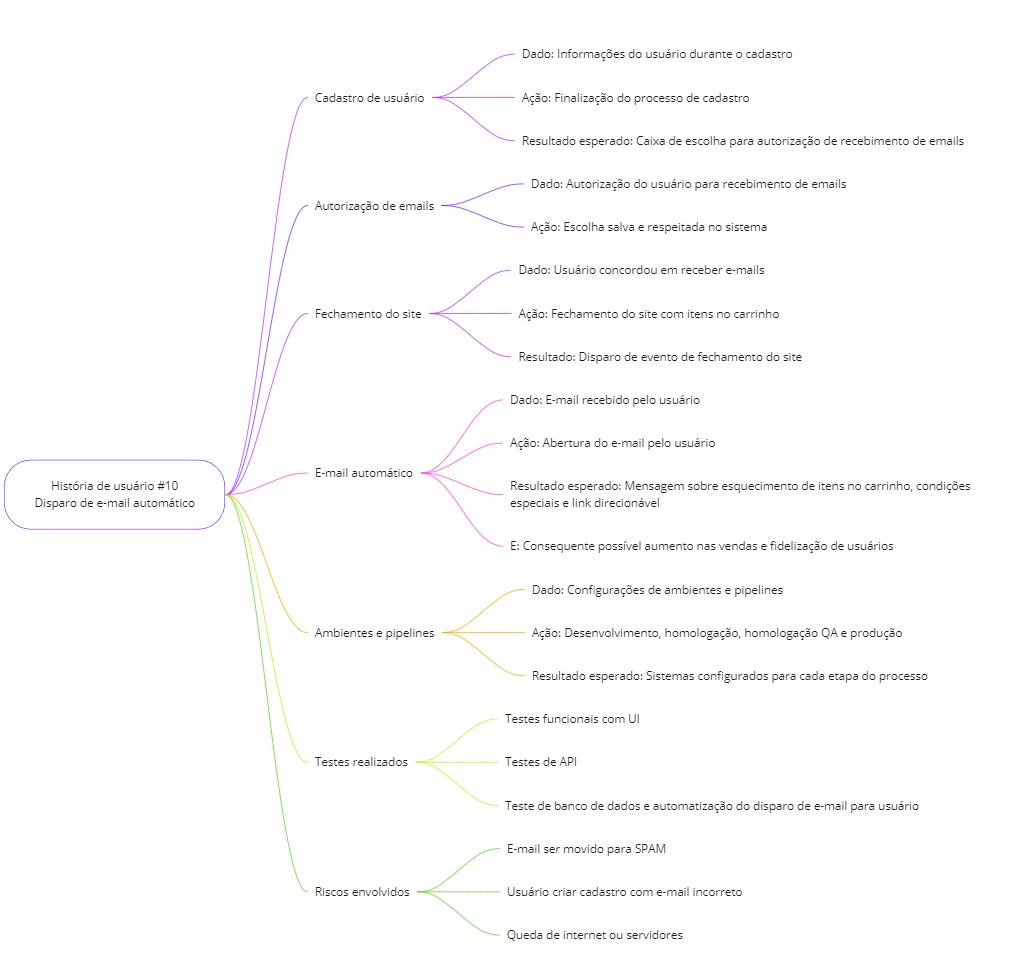 História de usuário #10
Disparo de e-mail automático
Cadastro de usuário
Dado: Informações do usuário durante o cadastro
Ação: Finalização do processo de cadastro
Resultado esperado: Caixa de escolha para autorização de recebimento de emails
Autorização de emails
Dado: Autorização do usuário para recebimento de emails
Ação: Escolha salva e respeitada no sistema
Fechamento do site
Dado: Usuário concordou em receber e-mails
Ação: Fechamento do site com itens no carrinho
Resultado: Disparo de evento de fechamento do site
E-mail automático
Dado: E-mail recebido pelo usuário
Ação: Abertura do e-mail pelo usuário
Resultado esperado: Mensagem sobre esquecimento de itens no carrinho, condições
especiais e link direcionável
E: Consequente possível aumento nas vendas e fidelização de usuários
Ambientes e pipelines
Dado: Configurações de ambientes e pipelines
Ação: Desenvolvimento, homologação, homologação QA e produção
Resultado esperado: Sistemas configurados para cada etapa do processo
Testes realizados
Testes funcionais com UI
Testes de API
Teste de banco de dados e automatização do disparo de e-mail para usuário
Riscos envolvidos
E-mail ser movido para SPAM
Usuário criar cadastro com e-mail incorreto
Queda de internet ou servidores